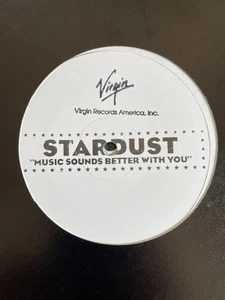 Virgin
Virgin Records America, Inc.
STARDUST
"MUSIC SOUNDS BETTER WITH YOU"